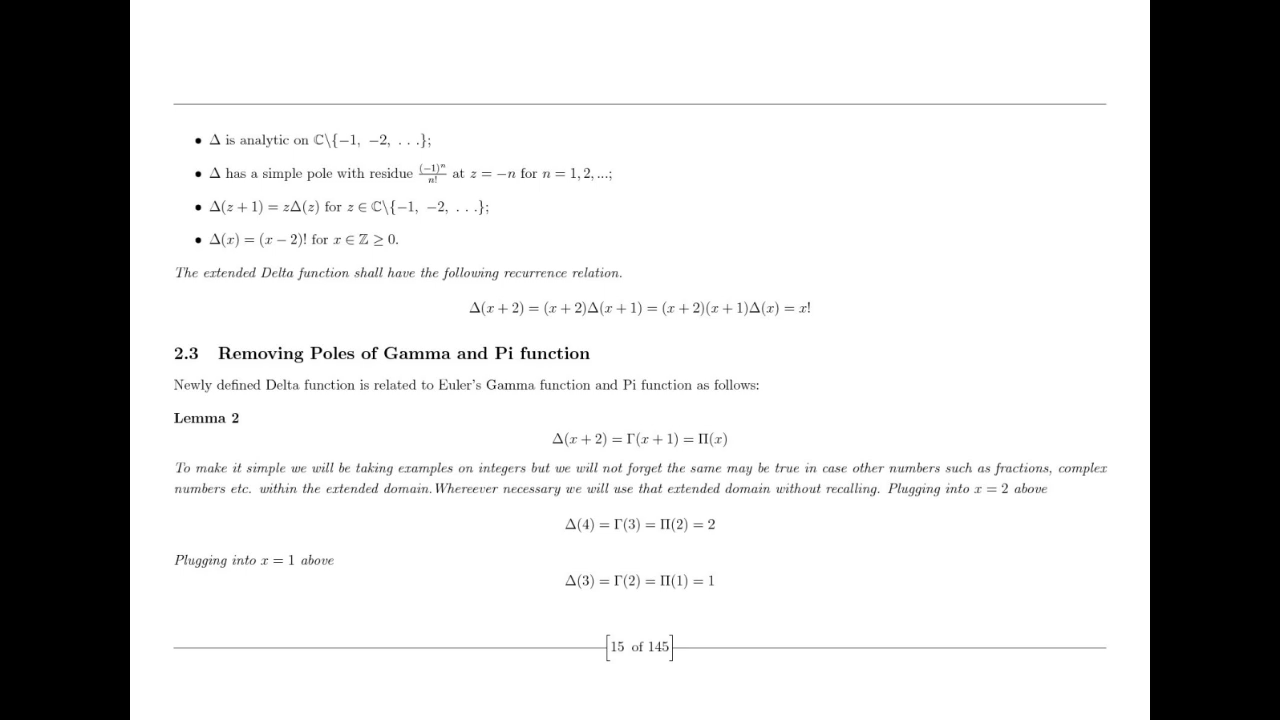 • Δ is analytic on ℂ\{−1, −2, . . .};
• Δ has a simple pole with residue (−1)ⁿ/n! at z = −n for n = 1, 2, ...;
• Δ(z + 1) = zΔ(z) for z ∈ ℂ\{−1, −2, . . .};
• Δ(x) = (x − 2)! for x ∈ ℤ ≥ 0.
The extended Delta function shall have the following recurrence relation.
Δ(x + 2) = (x + 2)Δ(x + 1) = (x + 2)(x + 1)Δ(x) = x!
2.3 Removing Poles of Gamma and Pi function
Newly defined Delta function is related to Euler's Gamma function and Pi function as follows:
Lemma 2
Δ(x + 2) = Γ(x + 1) = Π(x)
To make it simple we will be taking examples on integers but we will not forget the same may be true in case other numbers such as fractions, complex
numbers etc. within the extended domain.Whereever necessary we will use that extended domain without recalling. Plugging into x = 2 above
Δ(4) = Γ(3) = Π(2) = 2
Plugging into x = 1 above
Δ(3) = Γ(2) = Π(1) = 1
[15 of 145]